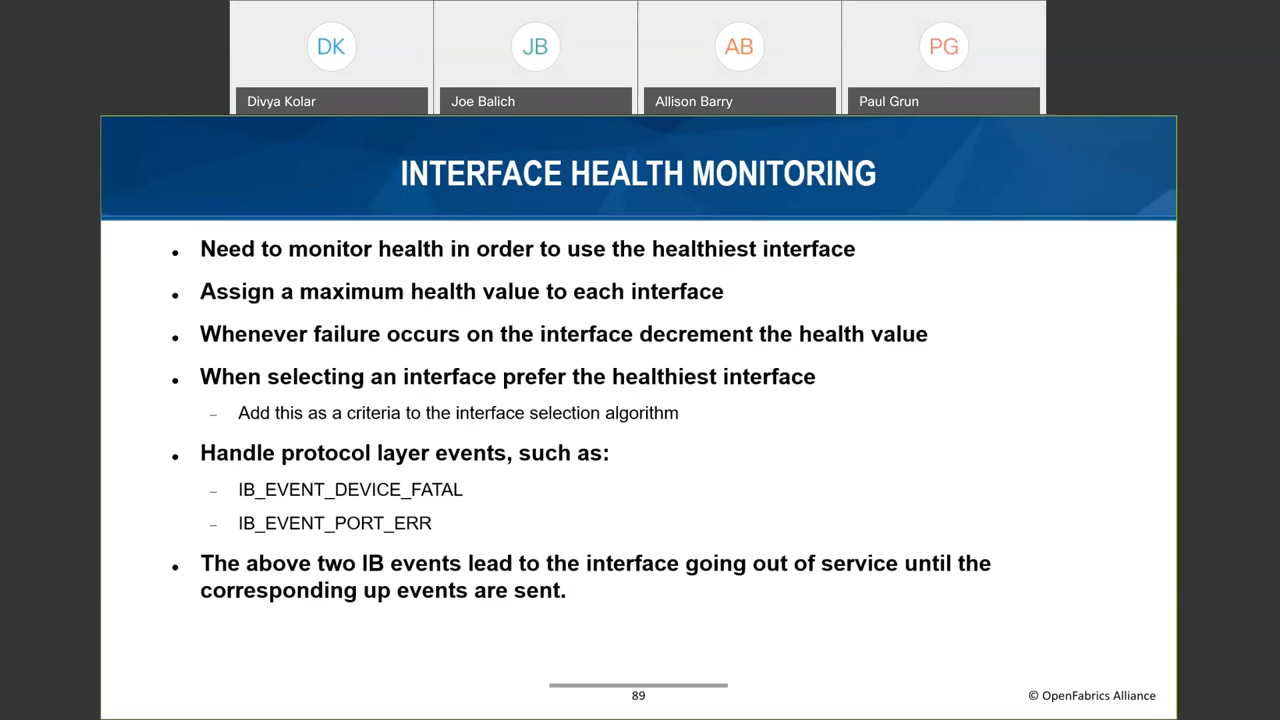 DK
JB
AB
PG
Divya Kolar
Joe Balich
Allison Barry
Paul Grun
INTERFACE HEALTH MONITORING
• Need to monitor health in order to use the healthiest interface
• Assign a maximum health value to each interface
• Whenever failure occurs on the interface decrement the health value
• When selecting an interface prefer the healthiest interface
– Add this as a criteria to the interface selection algorithm
• Handle protocol layer events, such as:
– IB_EVENT_DEVICE_FATAL
– IB_EVENT_PORT_ERR
• The above two IB events lead to the interface going out of service until the
corresponding up events are sent.
89
© OpenFabrics Alliance